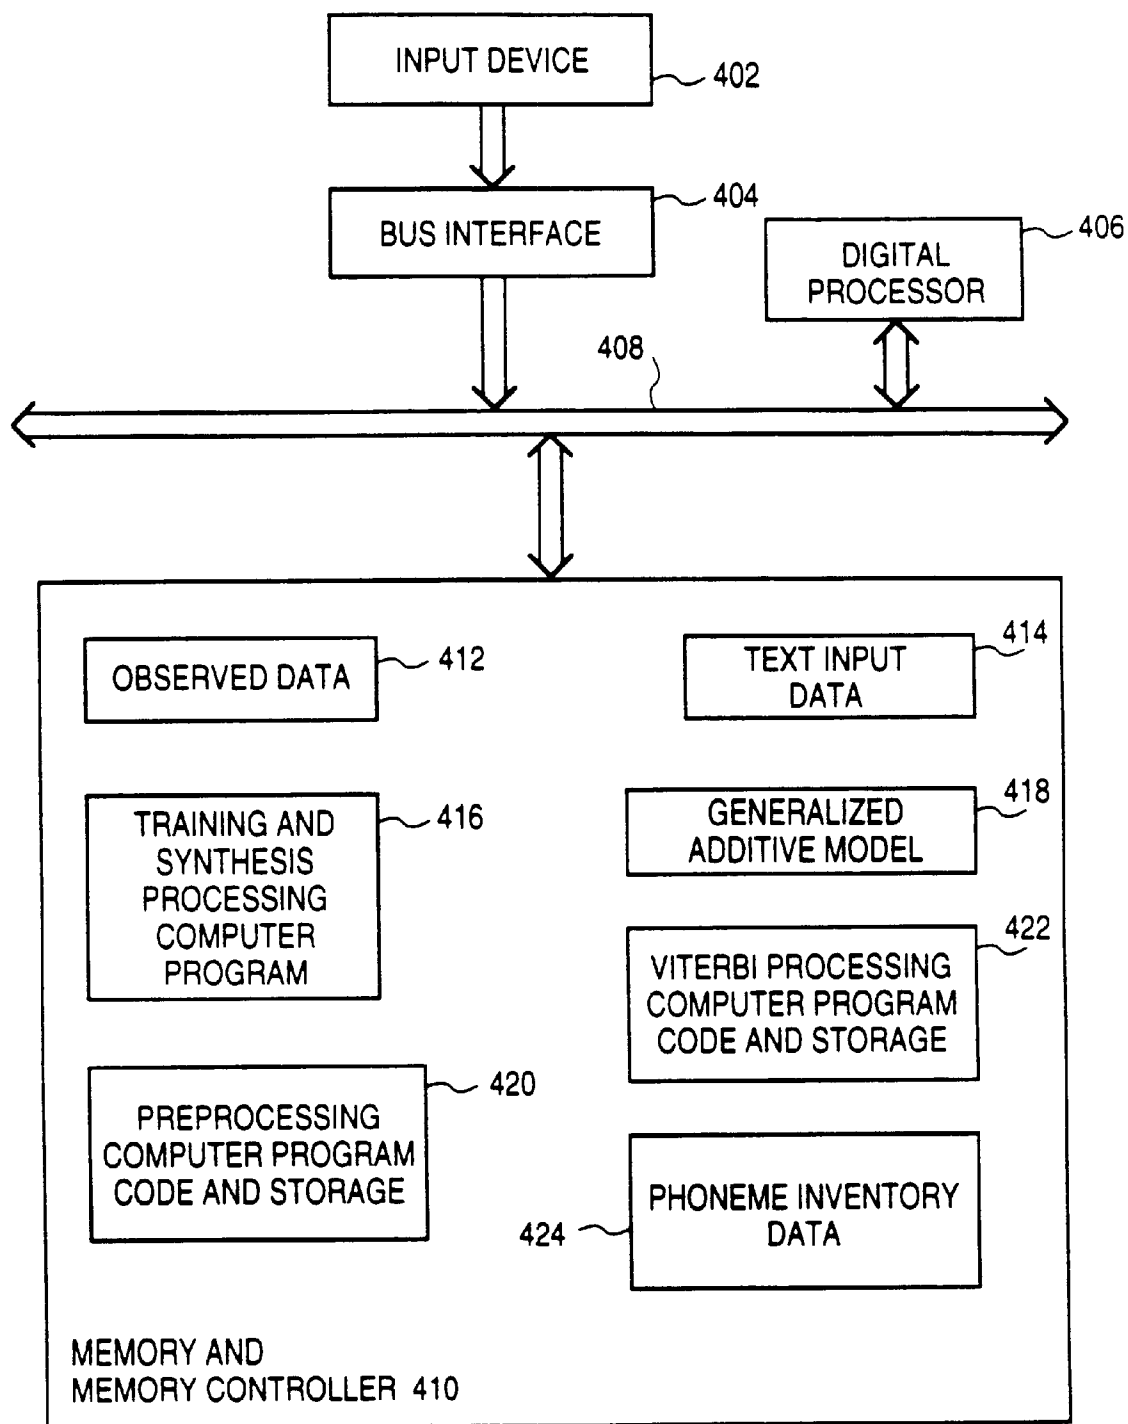 INPUT DEVICE
402
BUS INTERFACE
404
DIGITAL
PROCESSOR
406
408
OBSERVED DATA
412
TEXT INPUT
DATA
414
TRAINING AND
SYNTHESIS
PROCESSING
COMPUTER
PROGRAM
416
GENERALIZED
ADDITIVE MODEL
418
VITERBI PROCESSING
COMPUTER PROGRAM
CODE AND STORAGE
422
PREPROCESSING
COMPUTER PROGRAM
CODE AND STORAGE
420
PHONEME INVENTORY
DATA
424
MEMORY AND
MEMORY CONTROLLER 410